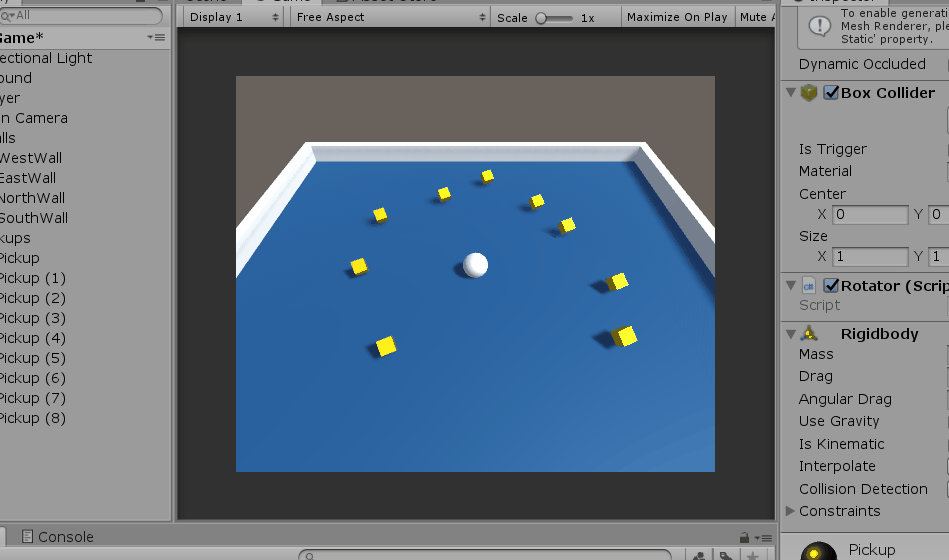 All
Display 1
Free Aspect
Scale
1x
Maximize On Play
Mute A
Game*
ectional Light
ound
yer
n Camera
lls
WestWall
EastWall
NorthWall
SouthWall
kups
Pickup
Pickup (1)
Pickup (2)
Pickup (3)
Pickup (4)
Pickup (5)
Pickup (6)
Pickup (7)
Pickup (8)
Console
To enable generati
Mesh Renderer, ple
Static' property.
Dynamic Occluded
Box Collider
Is Trigger
Material
Center
X 0 Y 0
Size
X 1 Y 1
Rotator (Scrip
Script
Rigidbody
Mass
Drag
Angular Drag
Use Gravity
Is Kinematic
Interpolate
Collision Detection
Constraints
Pickup